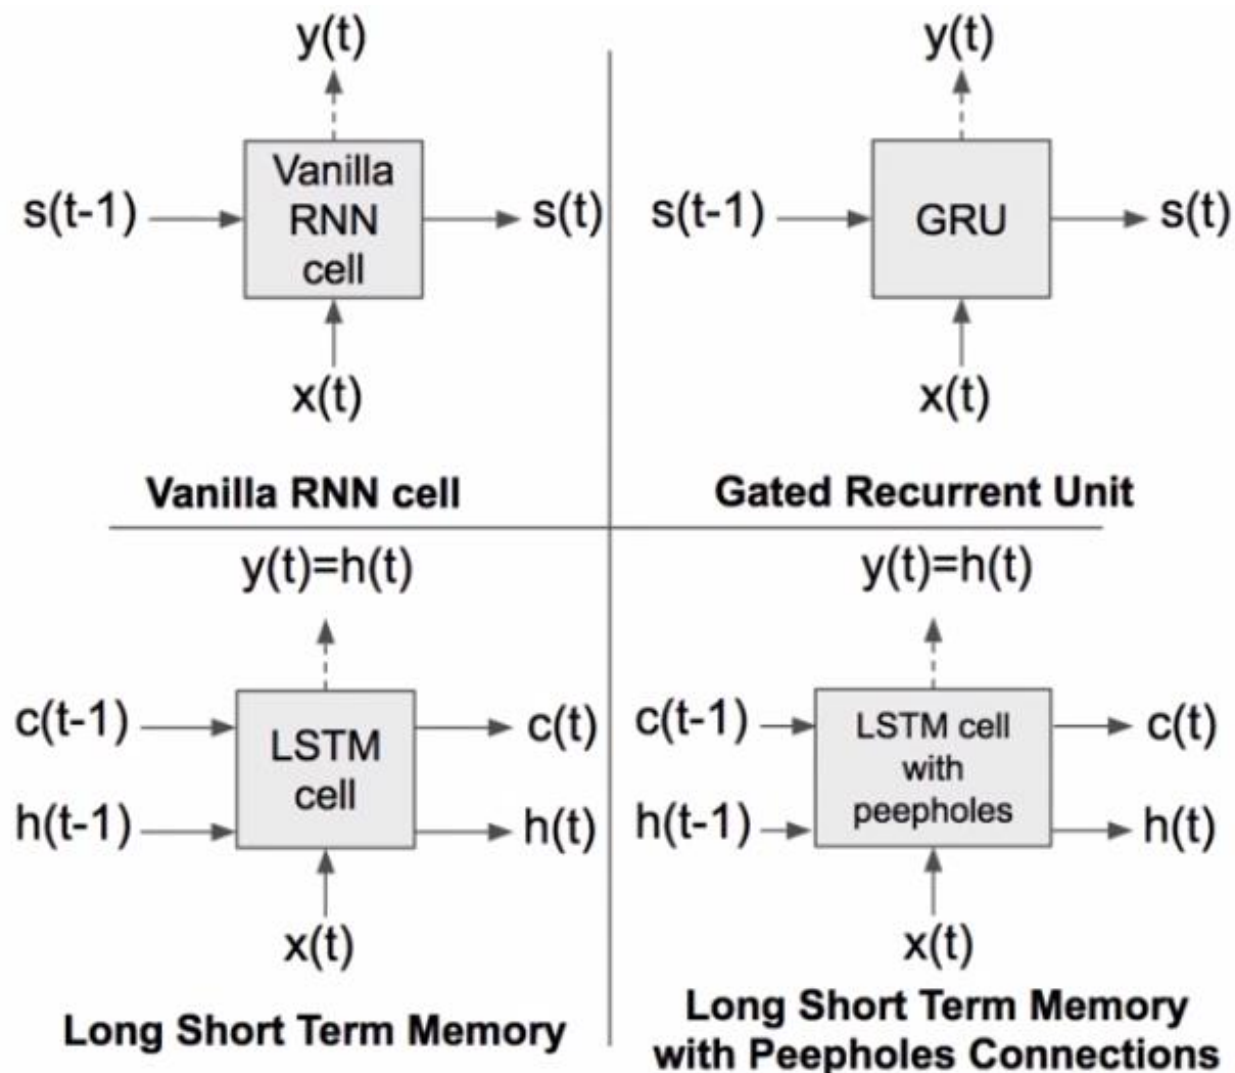 y(t)
Vanilla
RNN
cell
s(t-1)
s(t)
x(t)
Vanilla RNN cell
y(t)
s(t-1)
GRU
s(t)
x(t)
Gated Recurrent Unit
y(t)=h(t)
c(t-1)
h(t-1)
LSTM
cell
c(t)
h(t)
x(t)
Long Short Term Memory
y(t)=h(t)
c(t-1)
h(t-1)
LSTM cell
with
peepholes
c(t)
h(t)
x(t)
Long Short Term Memory
with Peepholes Connections